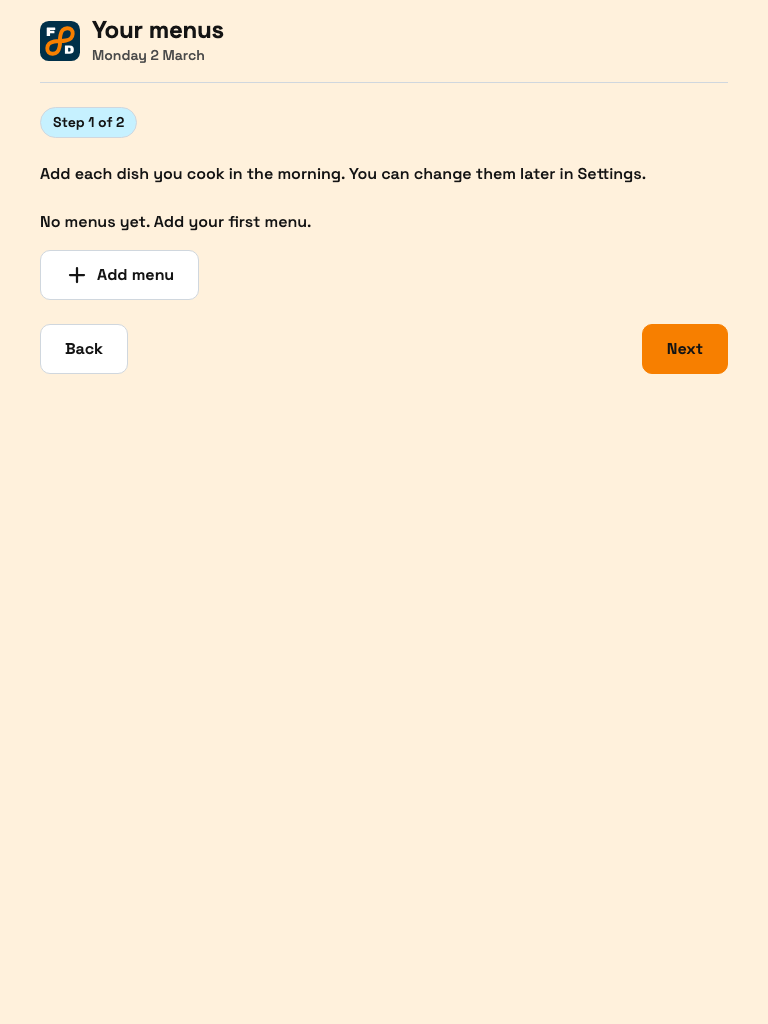 F D
Your menus
Monday 2 March
Step 1 of 2
Add each dish you cook in the morning. You can change them later in Settings.
No menus yet. Add your first menu.
Add menu
Back
Next